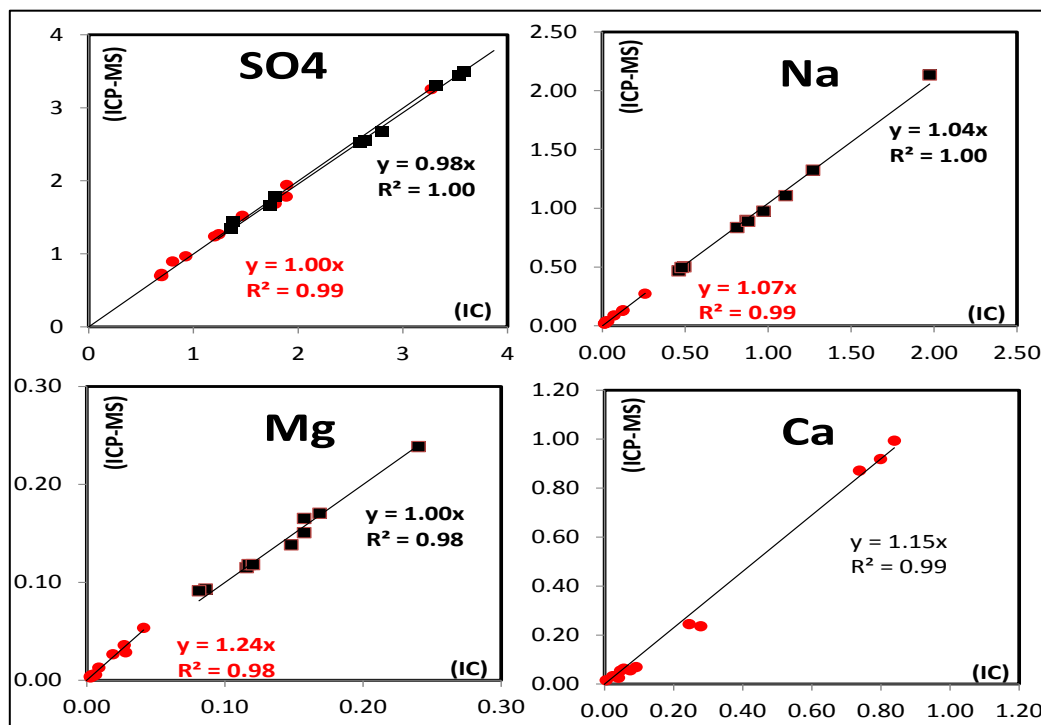 SO4
(ICP-MS)
4
3
2
1
0
y = 0.98x
R² = 1.00
y = 1.00x
R² = 0.99
(IC)
0 1 2 3 4
Na
(ICP-MS)
2.50
2.00
1.50
1.00
0.50
0.00
y = 1.04x
R² = 1.00
y = 1.07x
R² = 0.99
(IC)
0.00 0.50 1.00 1.50 2.00 2.50
Mg
(ICP-MS)
0.30
0.20
0.10
0.00
y = 1.00x
R² = 0.98
y = 1.24x
R² = 0.98
(IC)
0.00 0.10 0.20 0.30
Ca
(ICP-MS)
1.20
1.00
0.80
0.60
0.40
0.20
0.00
y = 1.15x
R² = 0.99
(IC)
0.00 0.20 0.40 0.60 0.80 1.00 1.20